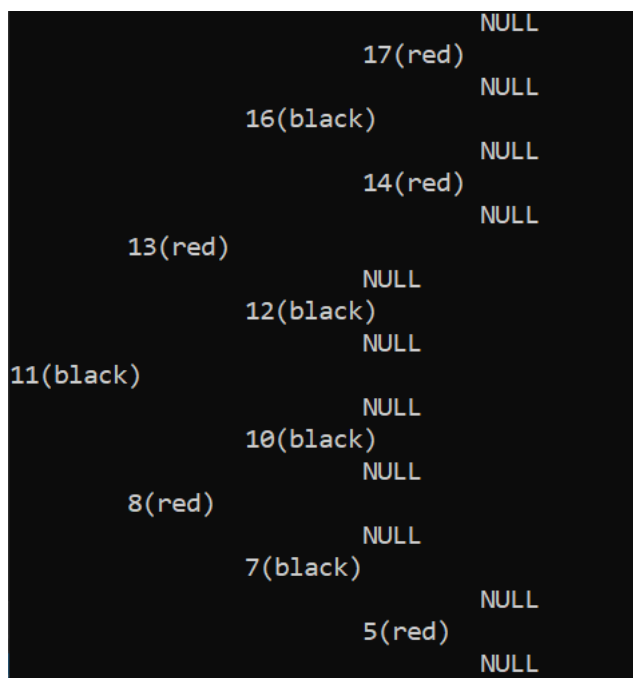 NULL
17(red)
NULL
16(black)
NULL
14(red)
NULL
13(red)
NULL
12(black)
NULL
11(black)
NULL
10(black)
NULL
8(red)
NULL
7(black)
NULL
5(red)
NULL